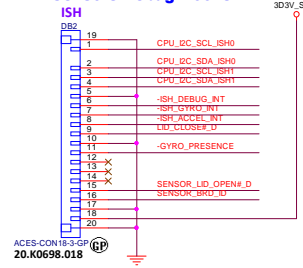 3D3V_S
ISH
DB2
19
1 CPU_I2C_SCL_ISH0
2 CPU_I2C_SDA_ISH0
3 CPU_I2C_SCL_ISH1
4 CPU_I2C_SDA_ISH1
5
6 -ISH_DEBUG_INT
7 -ISH_GYRO_INT
8 -ISH_ACCEL_INT
9 LID_CLOSE#_D
10
11 -GYRO_PRESENCE
12
13
14
15 SENSOR_LID_OPEN#_D
16 SENSOR_BRD_ID
17
18
20
ACES-CON18-3-GP
GP
20.K0698.018